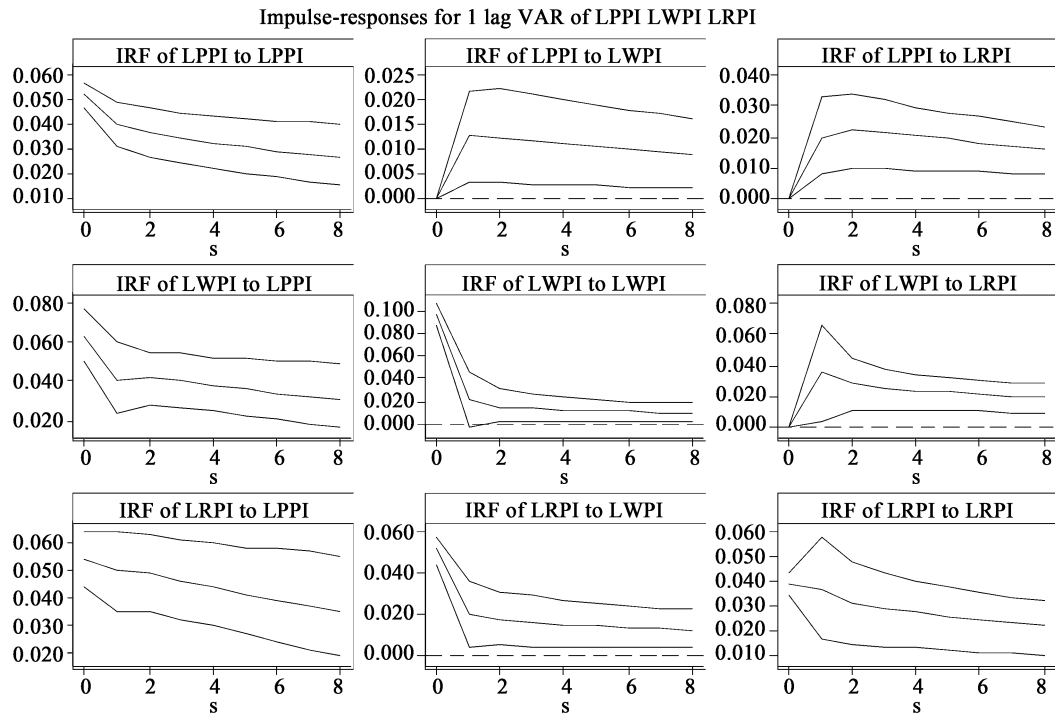 Impulse-responses for 1 lag VAR of LPPI LWPI LRPI
IRF of LPPI to LPPI
0.060
0.050
0.040
0.030
0.020
0.010
0 2 4 6 8
s
IRF of LPPI to LWPI
0.025
0.020
0.015
0.010
0.005
0.000
0 2 4 6 8
s
IRF of LPPI to LRPI
0.040
0.030
0.020
0.010
0.000
0 2 4 6 8
s
IRF of LWPI to LPPI
0.080
0.060
0.040
0.020
0 2 4 6 8
s
IRF of LWPI to LWPI
0.100
0.080
0.060
0.040
0.020
0.000
0 2 4 6 8
s
IRF of LWPI to LRPI
0.080
0.060
0.040
0.020
0.000
0 2 4 6 8
s
IRF of LRPI to LPPI
0.060
0.050
0.040
0.030
0.020
0 2 4 6 8
s
IRF of LRPI to LWPI
0.060
0.040
0.020
0.000
0 2 4 6 8
s
IRF of LRPI to LRPI
0.060
0.050
0.040
0.030
0.020
0.010
0 2 4 6 8
s